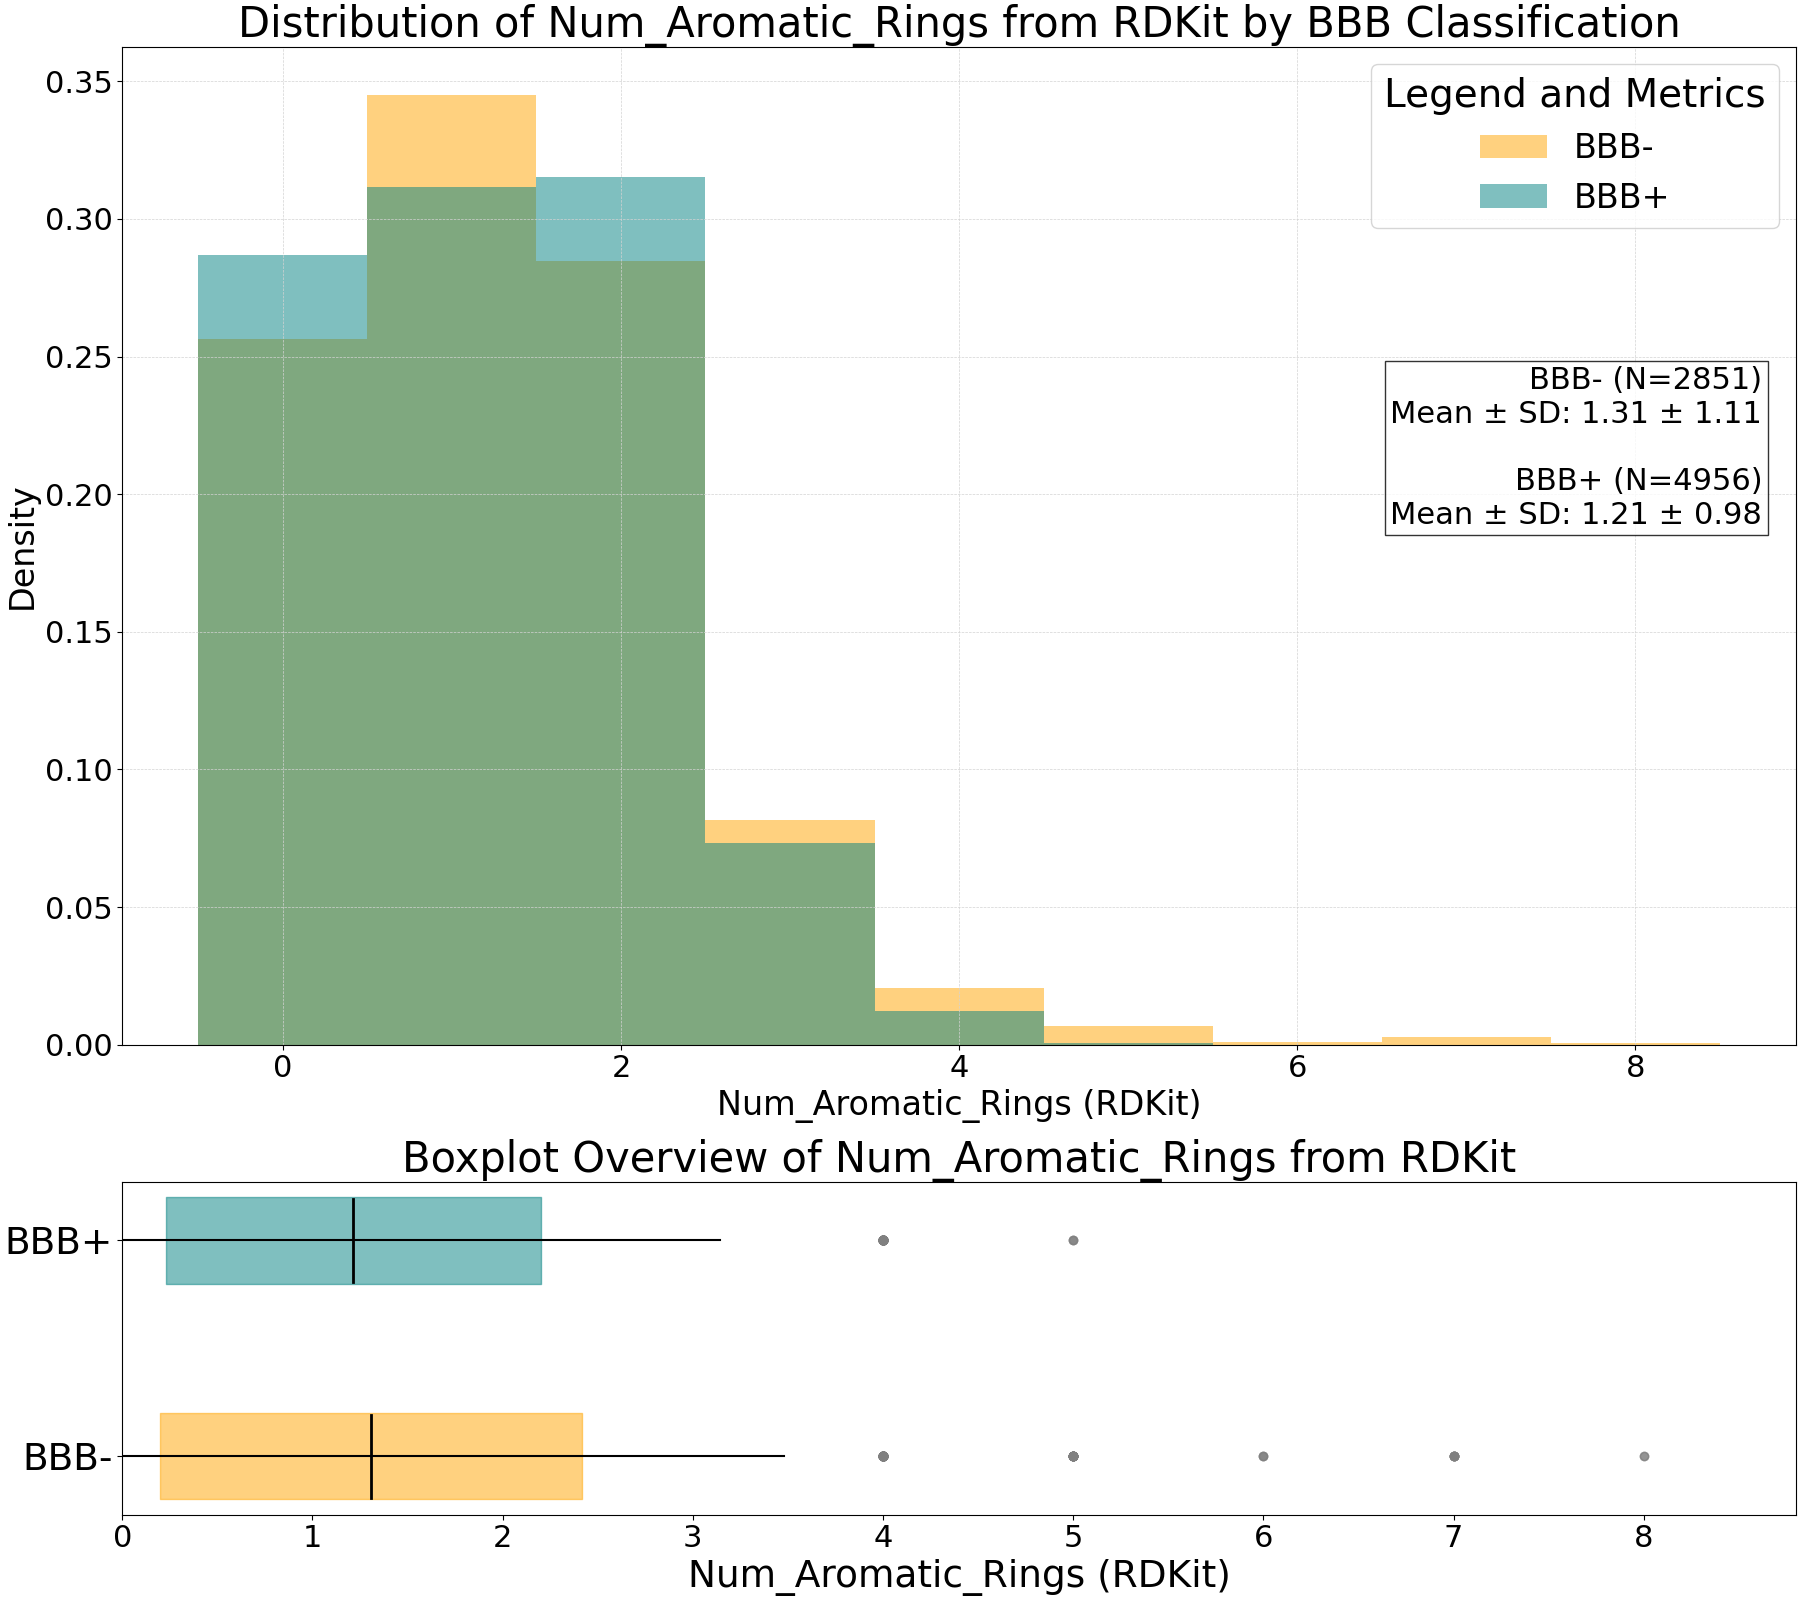 Distribution of Num_Aromatic_Rings from RDKit by BBB Classification
Legend and Metrics
BBB-
BBB+
0.35
0.30
0.25
0.20
0.15
0.10
0.05
0.00
Density
BBB- (N=2851)
Mean ± SD: 1.31 ± 1.11
BBB+ (N=4956)
Mean ± SD: 1.21 ± 0.98
0 2 4 6 8
Num_Aromatic_Rings (RDKit)
Boxplot Overview of Num_Aromatic_Rings from RDKit
BBB+
BBB-
0 1 2 3 4 5 6 7 8
Num_Aromatic_Rings (RDKit)